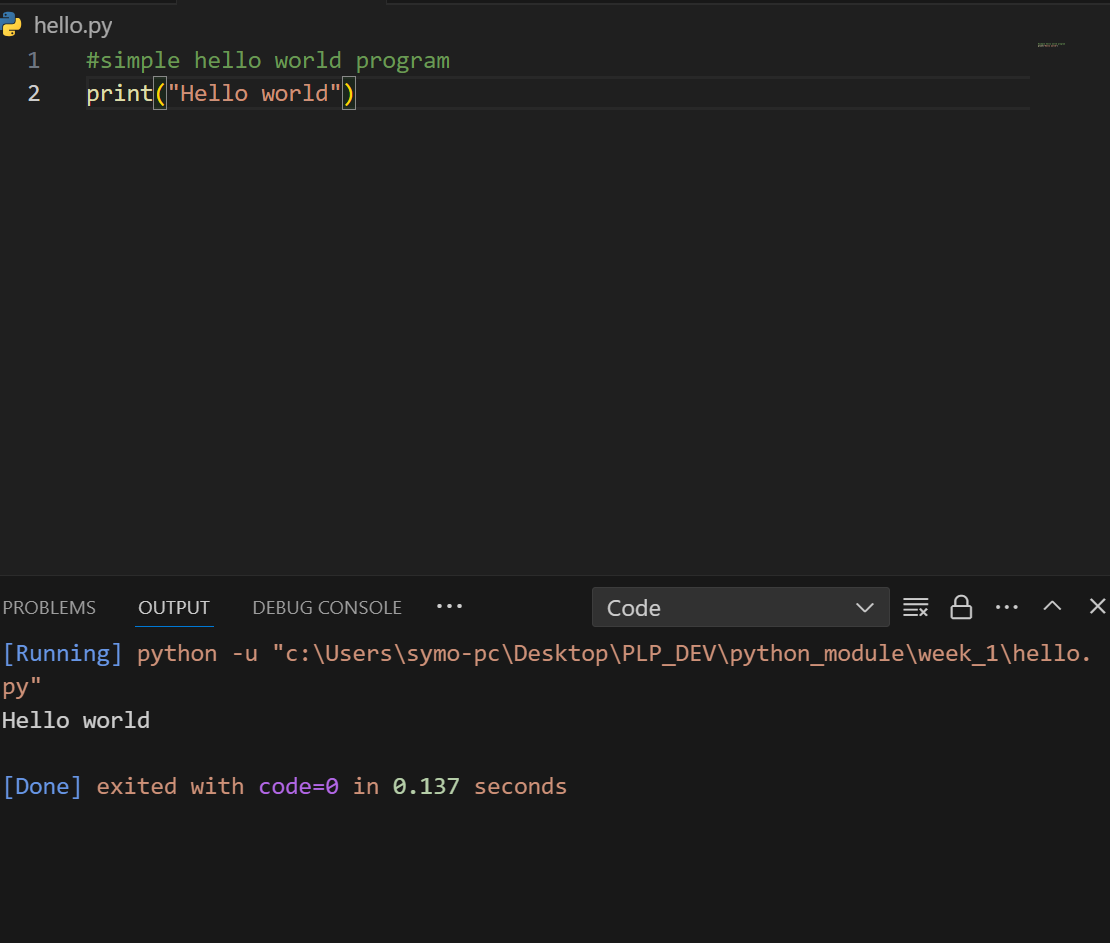 hello.py
1 #simple hello world program
2 print("Hello world")
PROBLEMS OUTPUT DEBUG CONSOLE ··· Code ···
[Running] python -u "c:\Users\symo-pc\Desktop\PLP_DEV\python_module\week_1\hello.
py"
Hello world
[Done] exited with code=0 in 0.137 seconds